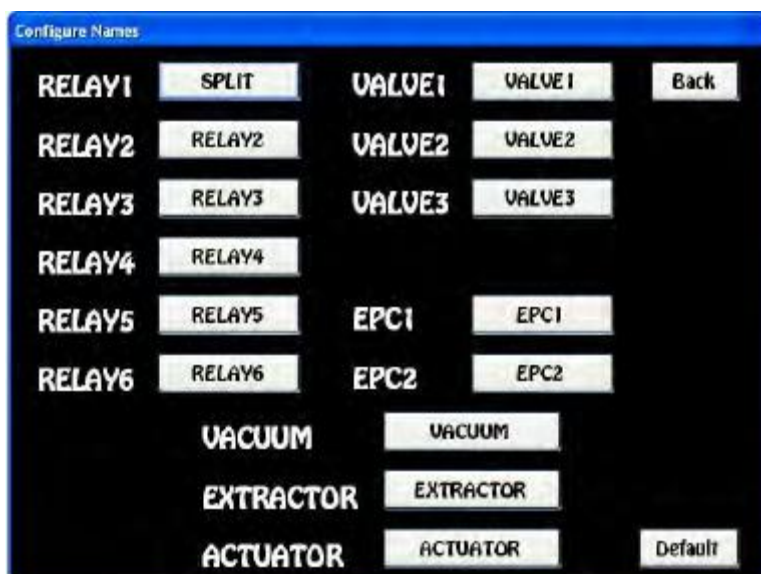 Configure Names
RELAY1 SPLIT VALVE1 VALVE1 Back
RELAY2 RELAY2 VALVE2 VALVE2
RELAY3 RELAY3 VALVE3 VALVE3
RELAY4 RELAY4
RELAY5 RELAY5 EPC1 EPC1
RELAY6 RELAY6 EPC2 EPC2
VACUUM VACUUM
EXTRACTOR EXTRACTOR
ACTUATOR ACTUATOR Default